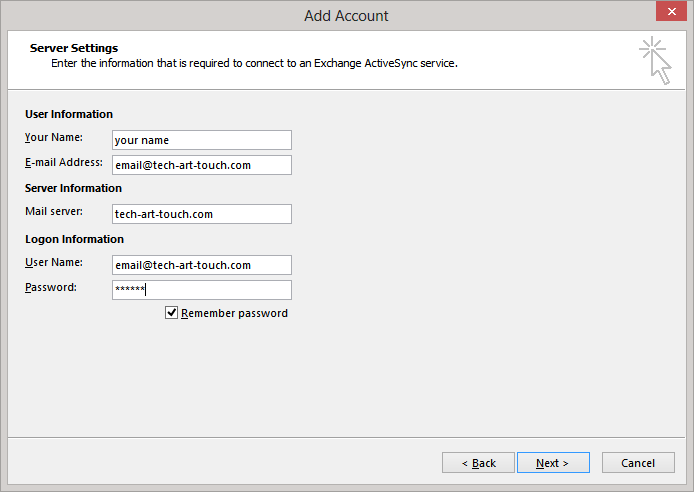 Add Account
Server Settings
Enter the information that is required to connect to an Exchange ActiveSync service.
User Information
Your Name: your name
E-mail Address: email@tech-art-touch.com
Server Information
Mail server: tech-art-touch.com
Logon Information
User Name: email@tech-art-touch.com
Password: ******
Remember password
< Back Next > Cancel